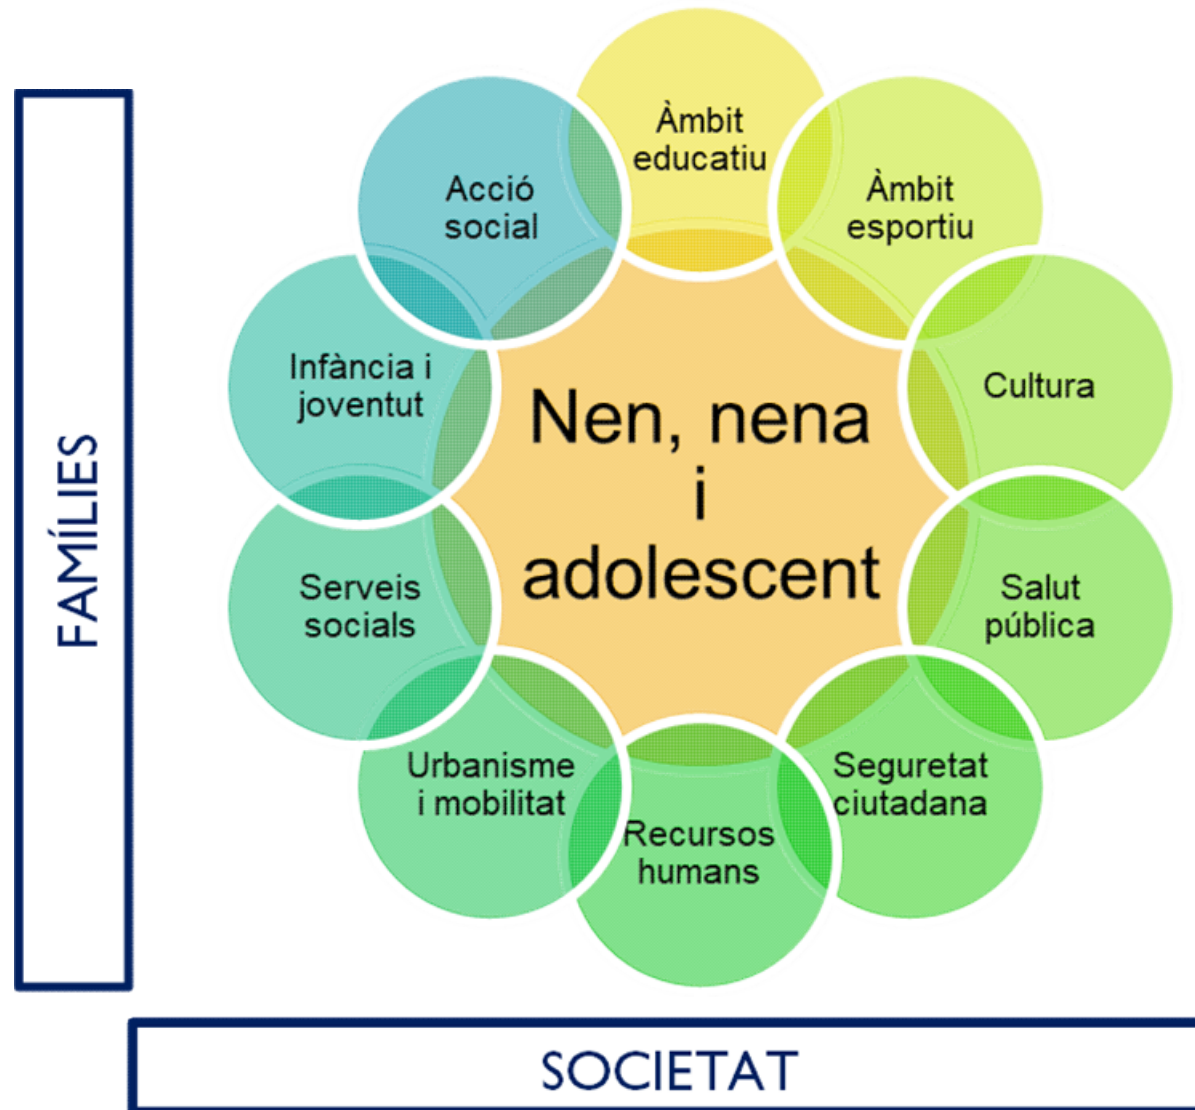 Àmbit
educatiu
Àmbit
esportiu
Cultura
Salut
pública
Seguretat
ciutadana
Recursos
humans
Urbanisme
i mobilitat
Serveis
socials
Infància i
joventut
Acció
social
Nen, nena
i
adolescent
FAMÍLIES
SOCIETAT